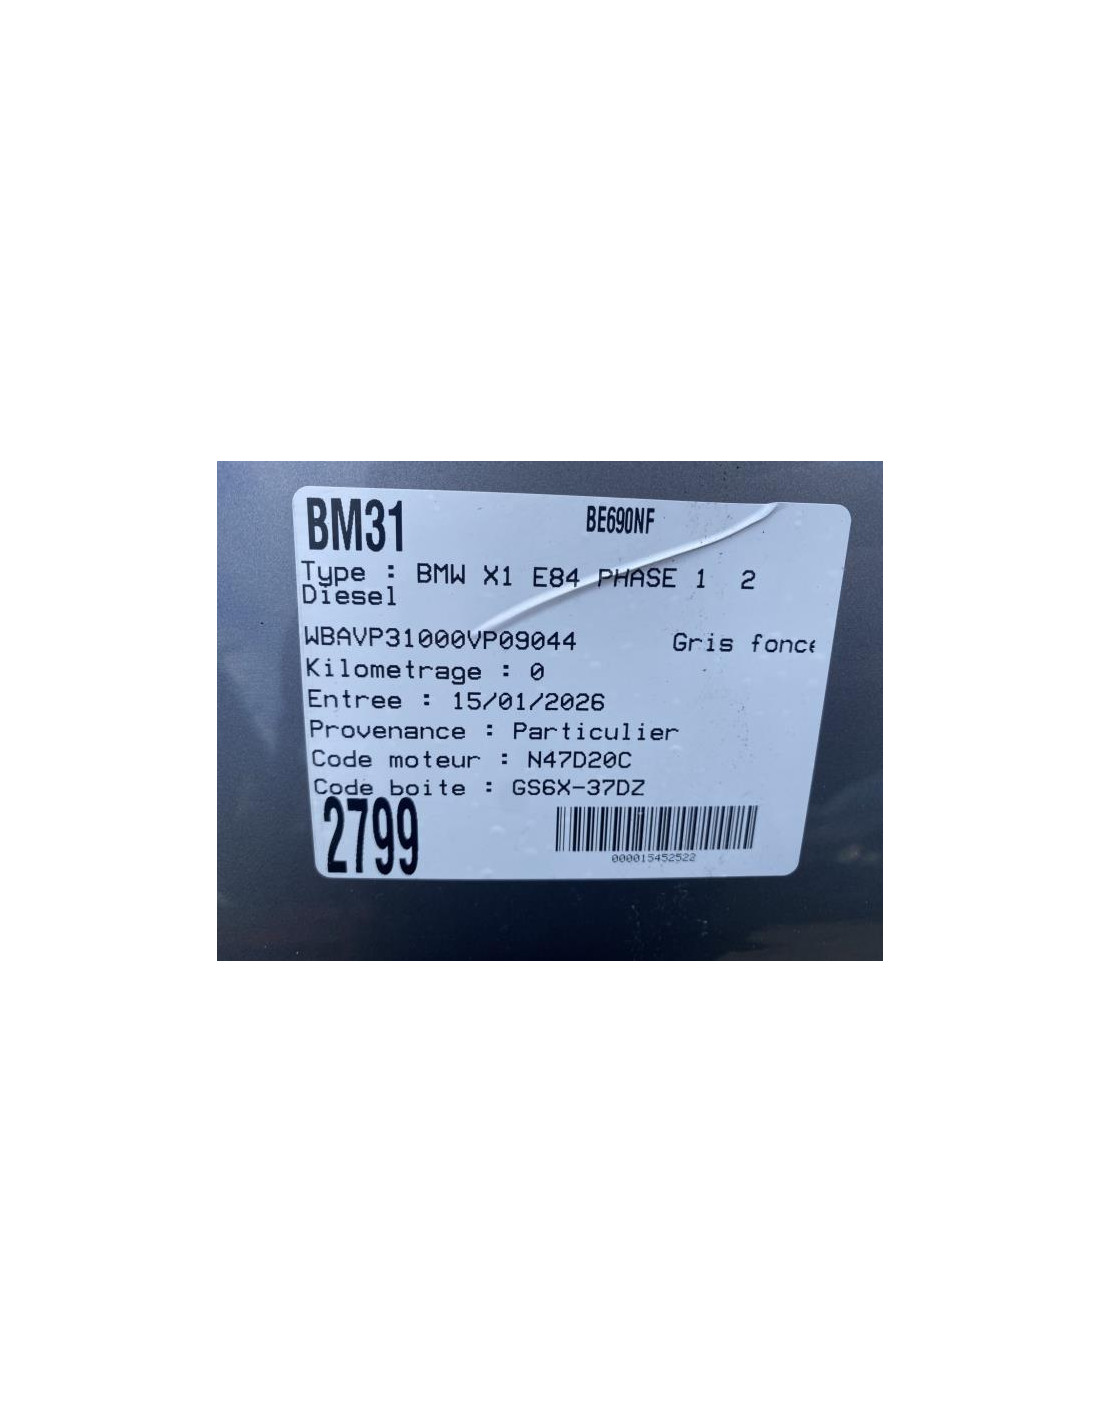 BM31
BE690NF
Type : BMW X1 E84 PHASE 1 2
Diesel
WBAVP31000VP09044 Gris fonce
Kilometrage : 0
Entree : 15/01/2026
Provenance : Particulier
Code moteur : N47D20C
Code boite : GS6X-37DZ
2799
000015452522